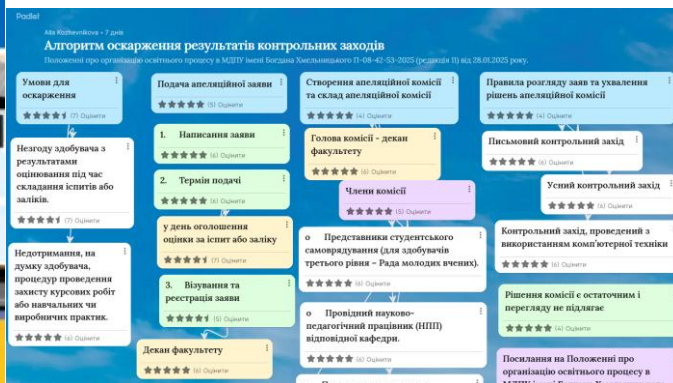 Padlet
Alla Kozhevnikova • 7 днів
Алгоритм оскарження результатів контрольних заходів
Положенні про організацію освітнього процесу в МДПУ імені Богдана Хмельницького П-08-42-53-2025 (редакція 11) від 28.01.2025 року.
Умови для
оскарження
(7) Оцінити
Незгоду здобувача з
результатами
оцінювання під час
складання іспитів або
заліків.
(7) Оцінити
Недотримання, на
думку здобувача,
процедур проведення
захисту курсових робіт
або навчальних чи
виробничих практик.
(6) Оцінити
Подача апеляційної заяви
(5) Оцінити
1. Написання заяви
(6) Оцінити
2. Термін подачі
(6) Оцінити
у день оголошення
оцінки за іспит або заліку
(7) Оцінити
3. Візування та
реєстрація заяви
(5) Оцінити
Декан факультету
(6) Оцінити
Створення апеляційної комісії
та склад апеляційної комісії
(4) Оцінити
Голова комісії - декан
факультету
(6) Оцінити
Члени комісії
(5) Оцінити
o Представники студентського
самоврядування (для здобувачів
третього рівня – Рада молодих вчених).
(6) Оцінити
o Провідний науково-
педагогічний працівник (НПП)
відповідної кафедри.
(6) Оцінити
Правила розгляду заяв та ухвалення
рішень апеляційної комісії
(4) Оцінити
Письмовий контрольний захід
(6) Оцінити
Усний контрольний захід
(6) Оцінити
Контрольний захід, проведений з
використанням комп'ютерної техніки
(6) Оцінити
Рішення комісії є остаточним і
перегляду не підлягає
(4) Оцінити
Посилання на Положенні про
організацію освітнього процесу в